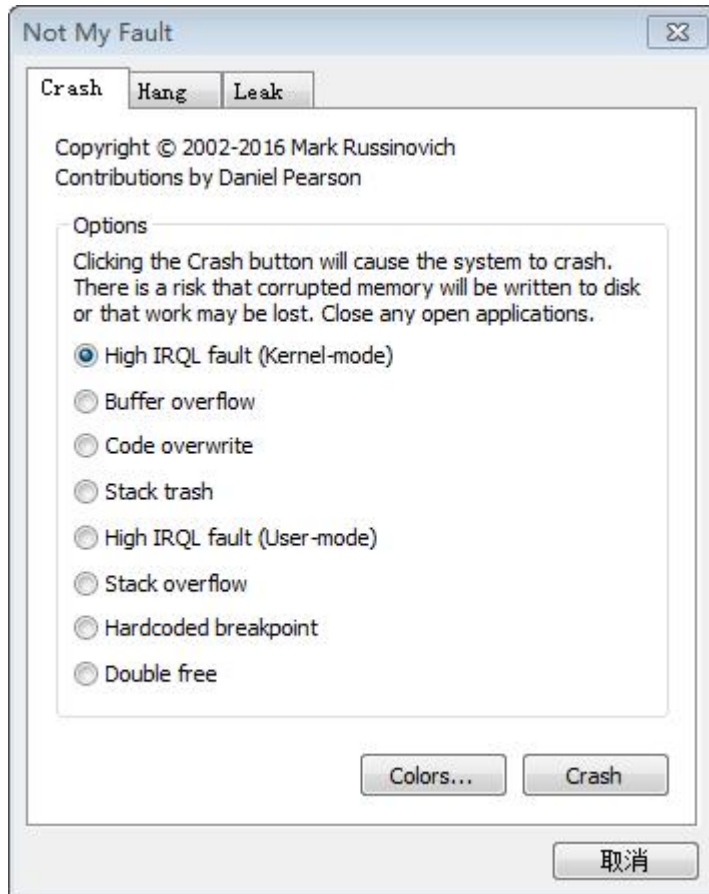 Not My Fault
Crash Hang Leak
Copyright © 2002-2016 Mark Russinovich
Contributions by Daniel Pearson
Options
Clicking the Crash button will cause the system to crash.
There is a risk that corrupted memory will be written to disk
or that work may be lost. Close any open applications.
High IRQL fault (Kernel-mode)
Buffer overflow
Code overwrite
Stack trash
High IRQL fault (User-mode)
Stack overflow
Hardcoded breakpoint
Double free
Colors... Crash
取消